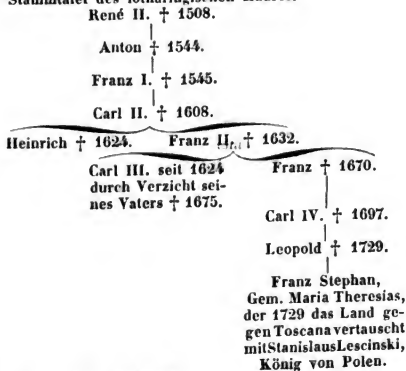 Stammtafel des lotharingischen Hauses.
René II. † 1508.
Anton † 1544.
Franz I. † 1545.
Carl II. † 1608.
Heinrich † 1624. Franz II. † 1632.
Carl III. seit 1624
durch Verzicht sei-
nes Vaters † 1675.
Franz † 1670.
Carl IV. † 1697.
Leopold † 1729.
Franz Stephan,
Gem. Maria Theresias,
der 1729 das Land ge-
gen Toscana vertauscht
mit Stanislaus Lescinski,
König von Polen.